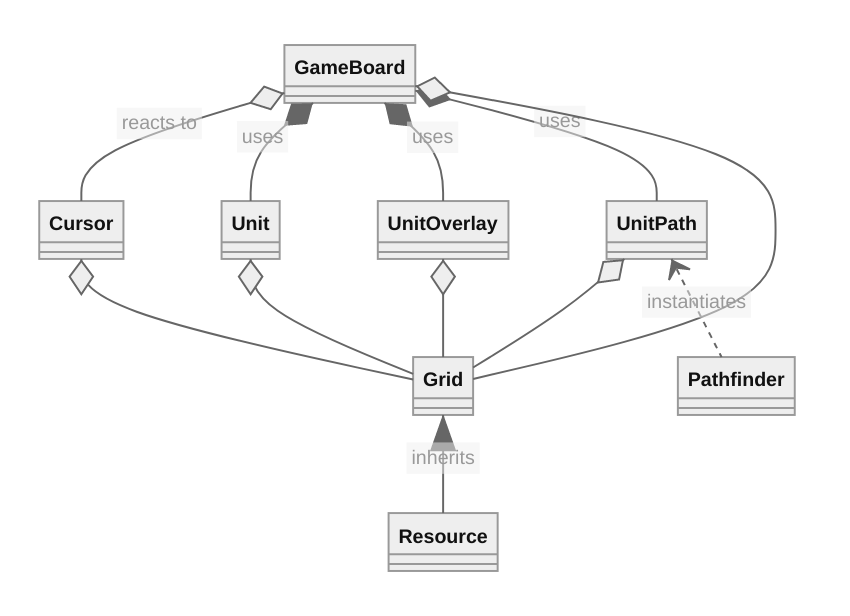 GameBoard
reacts to
uses
uses
uses
Cursor
Unit
UnitOverlay
UnitPath
instantiates
Grid
Pathfinder
inherits
Resource